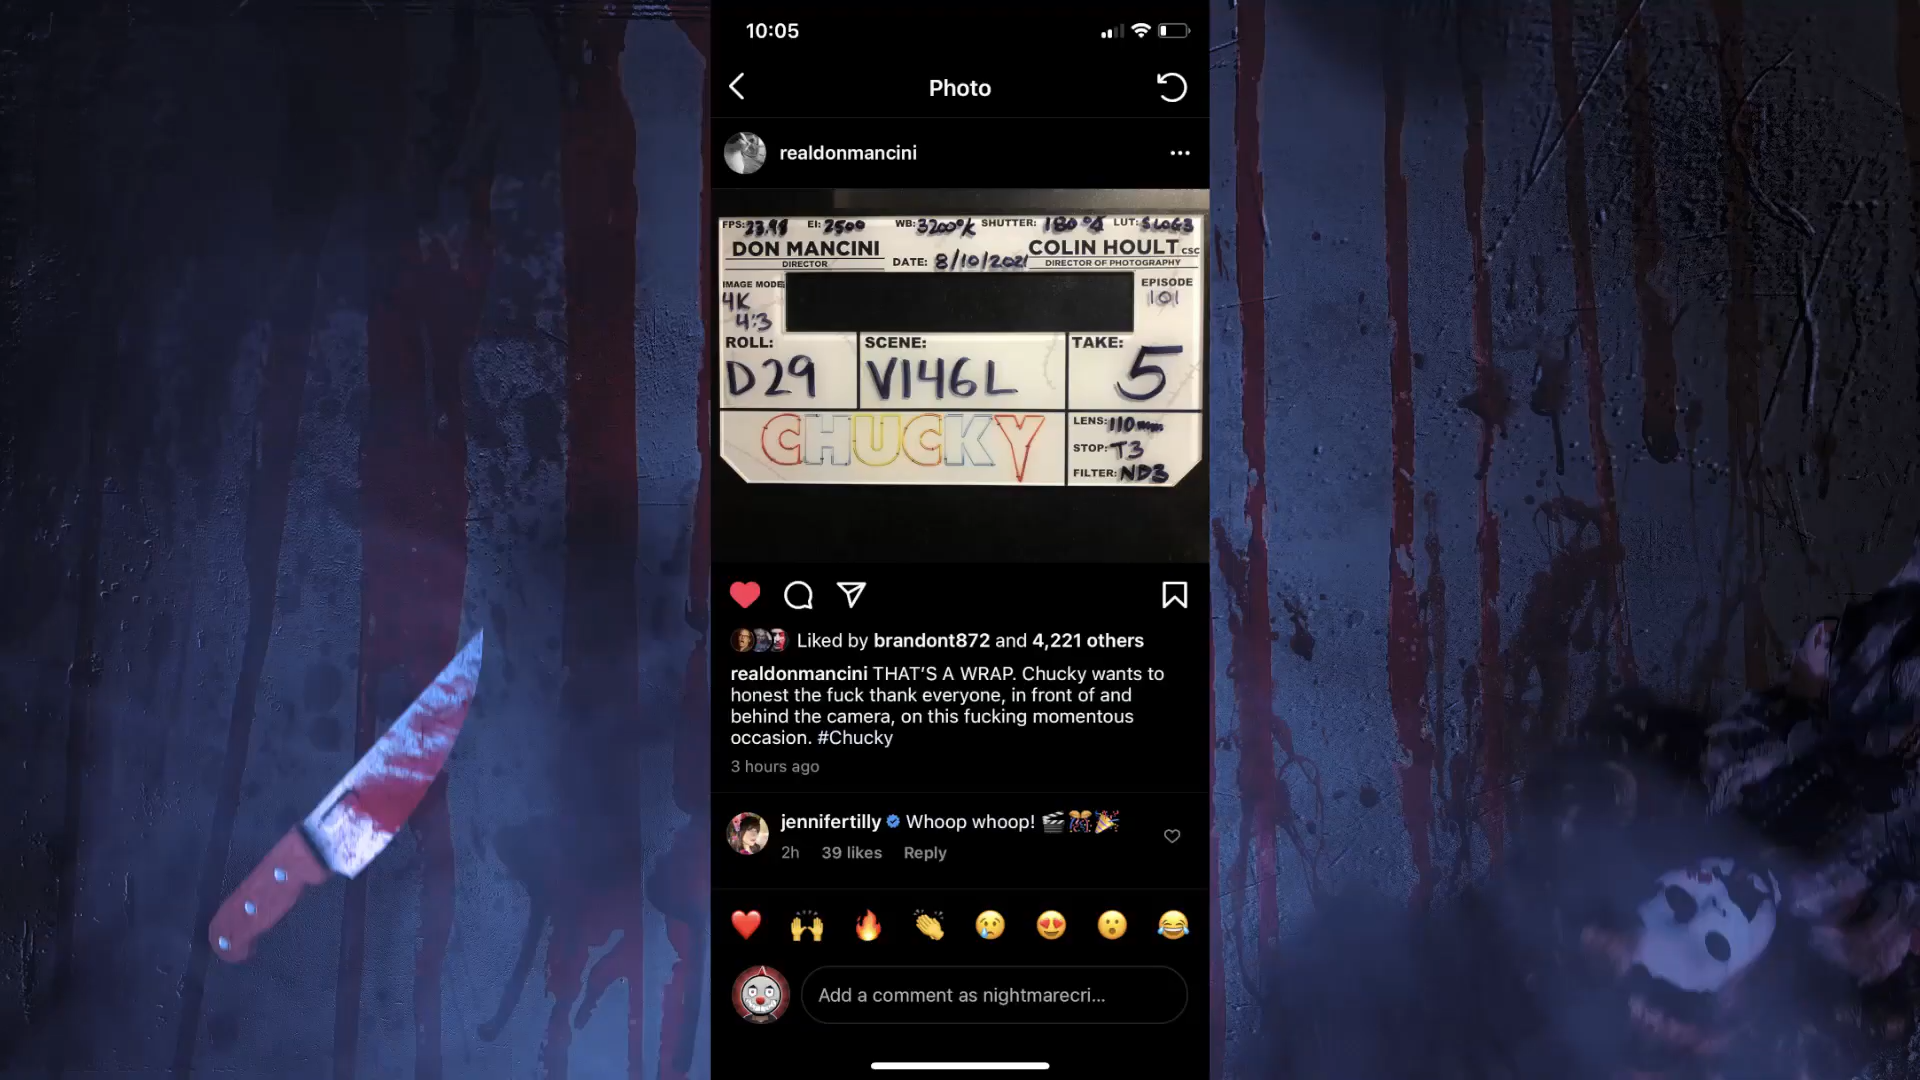 10:05
Photo
realdonmancini
FPS: 23.98 EI: 2500 WB: 3200°K SHUTTER: 180° LUT: SLOG3
DON MANCINI COLIN HOULT CSC
DIRECTOR DATE: 8/10/2021 DIRECTOR OF PHOTOGRAPHY
IMAGE MODE EPISODE
4K 101
4:3
ROLL: SCENE: TAKE:
D29 V146L 5
CHUCKY
LENS: 110mm
STOP: T3
FILTER: ND3
Liked by brandont872 and 4,221 others
realdonmancini THAT'S A WRAP. Chucky wants to
honest the fuck thank everyone, in front of and
behind the camera, on this fucking momentous
occasion. #Chucky
3 hours ago
jennifertilly Whoop whoop! 🎬🎊🎉
2h 39 likes Reply
Add a comment as nightmarecri...